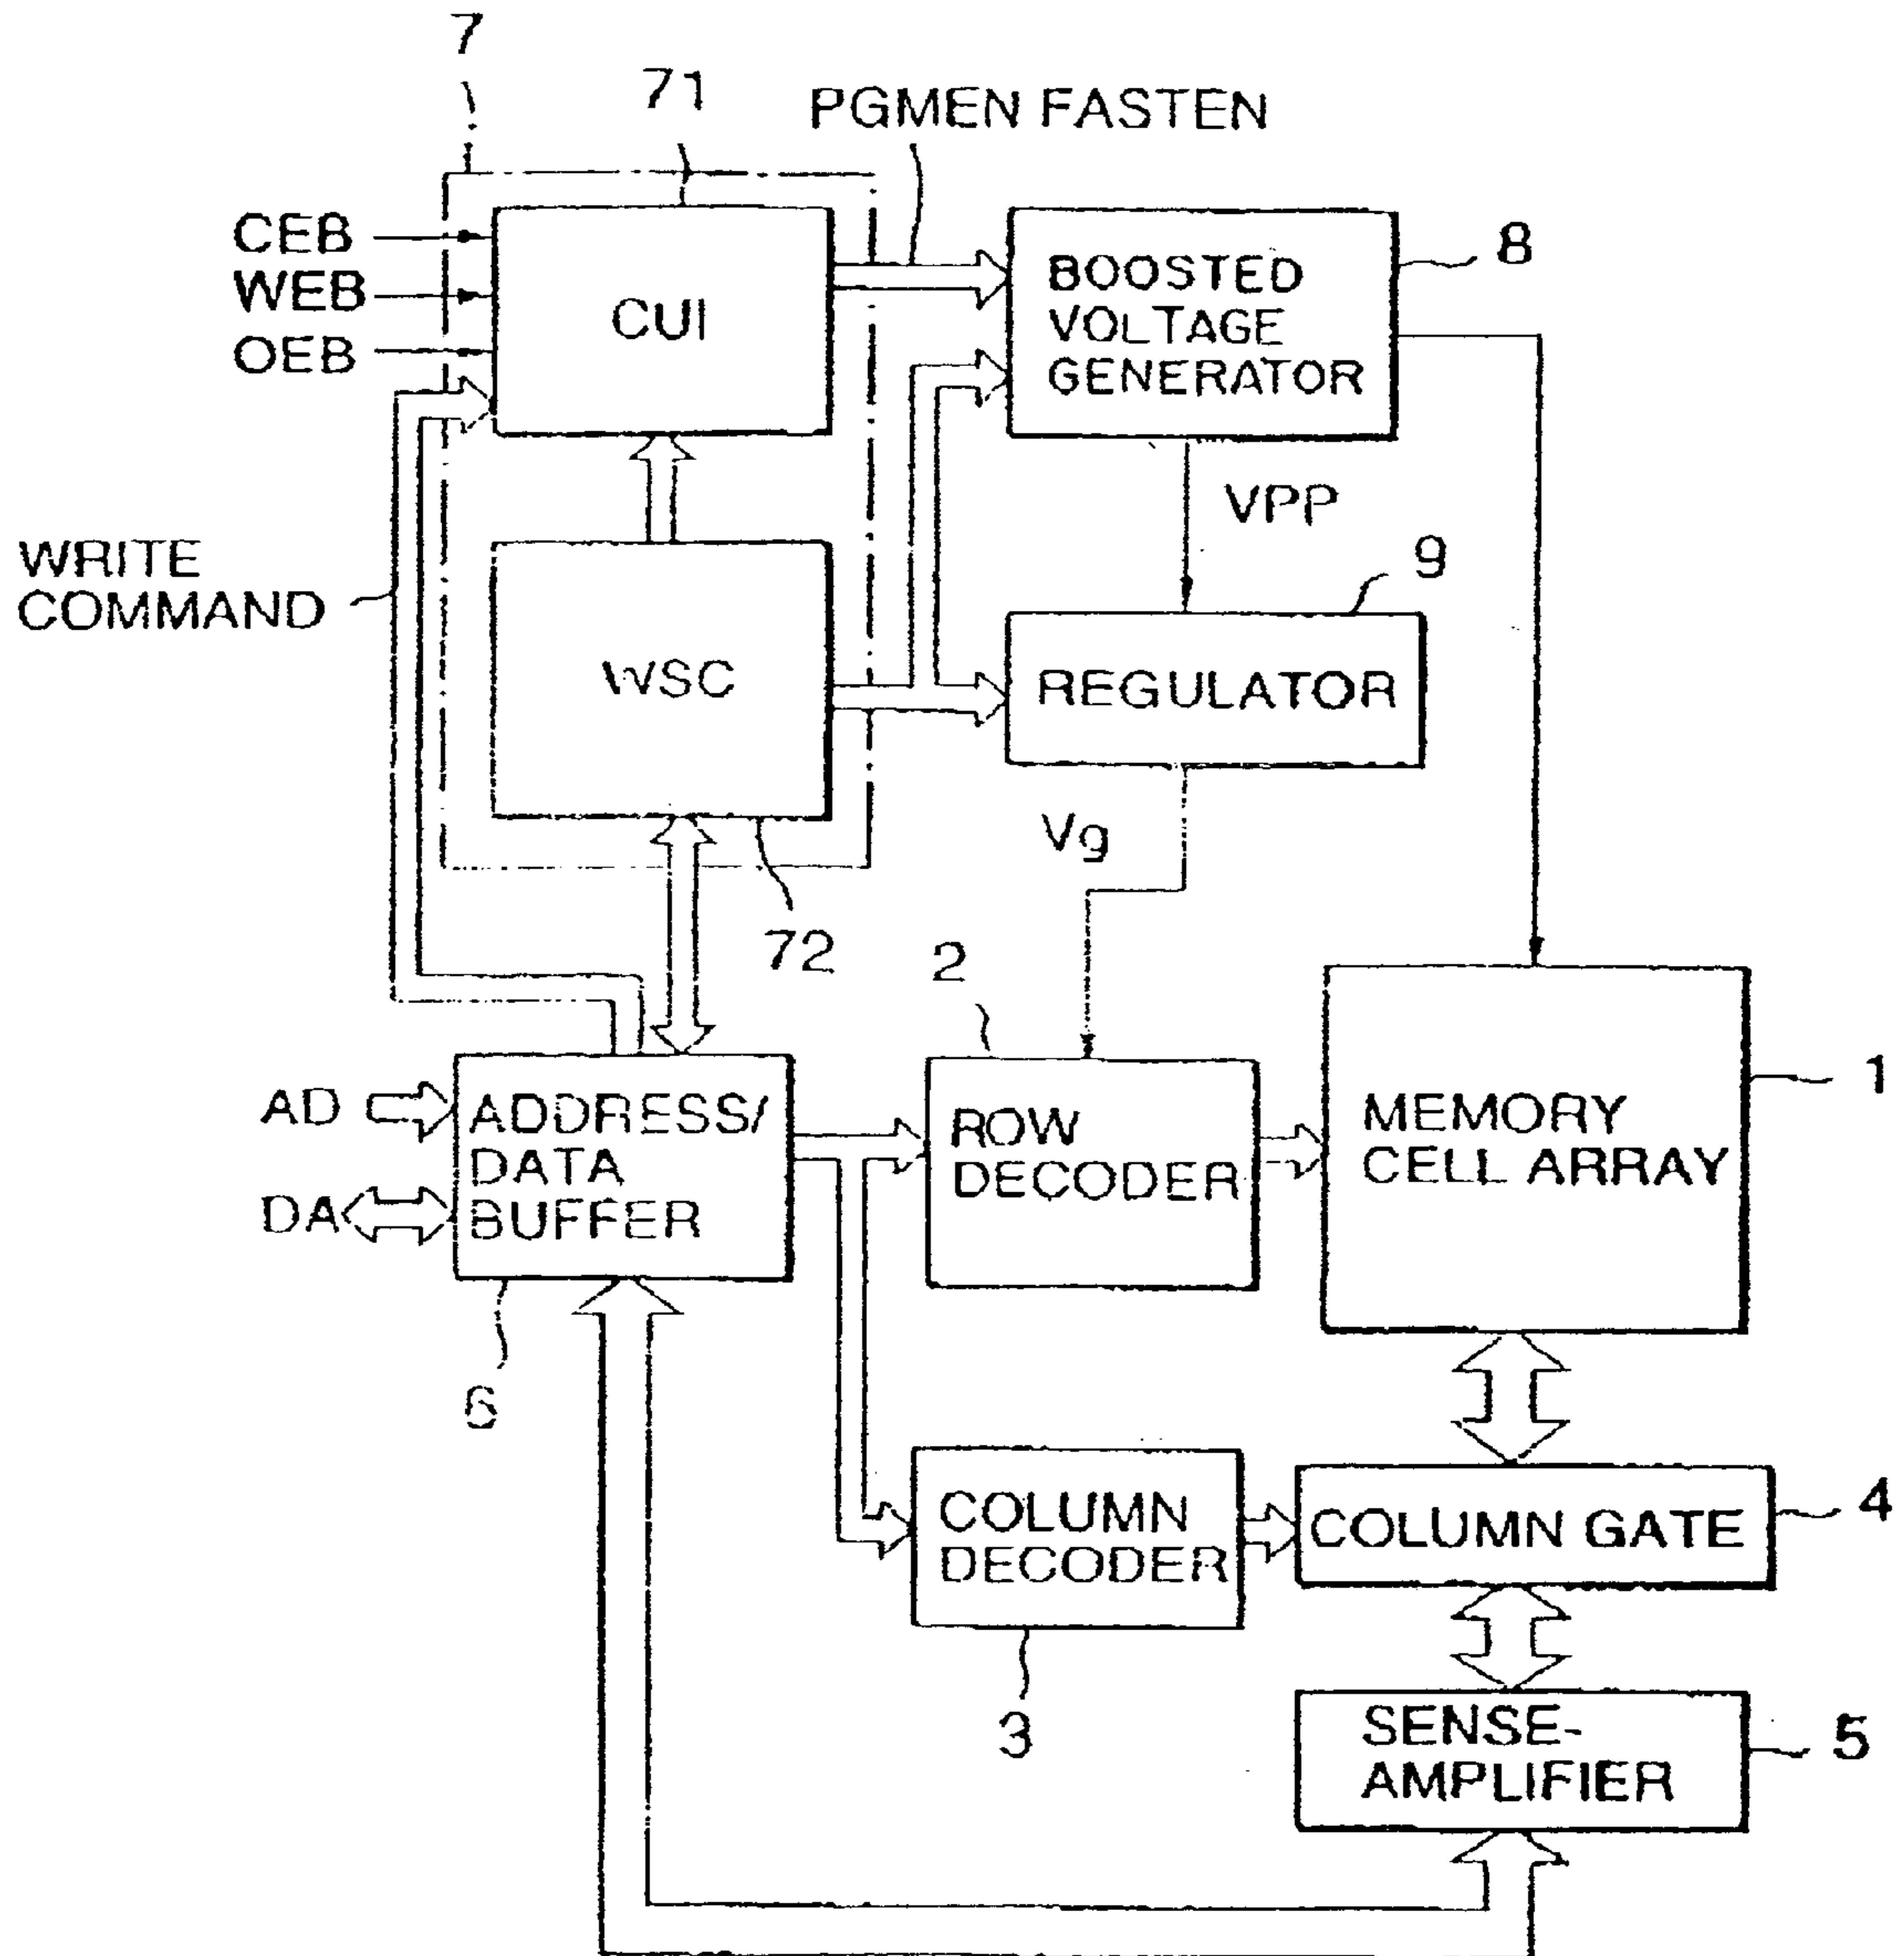 7
71
PGMEN FASTEN
CEB
WEB
OEB
CUI
BOOSTED
VOLTAGE
GENERATOR
8
VPP
WRITE
COMMAND
WSC
9
REGULATOR
Vg
72
2
AD
DA
ADDRESS/
DATA
BUFFER
ROW
DECODER
MEMORY
CELL ARRAY
1
6
COLUMN
DECODER
COLUMN GATE
4
3
SENSE-
AMPLIFIER
5